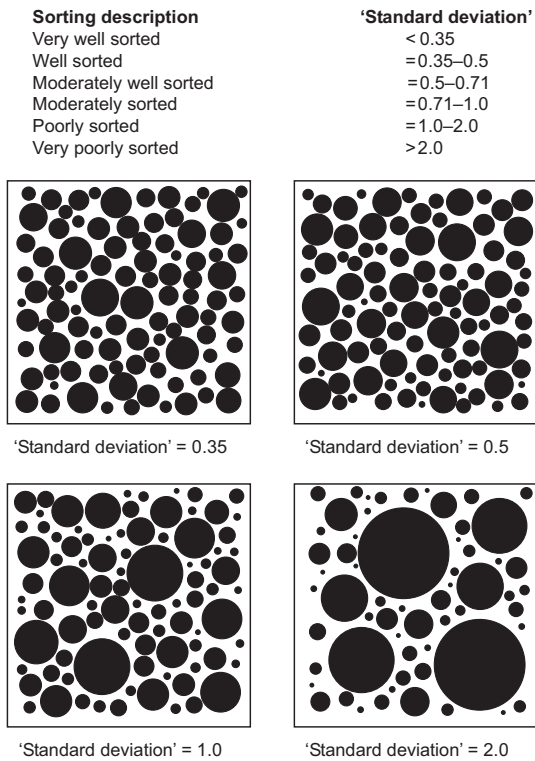 Sorting description ‘Standard deviation’
Very well sorted < 0.35
Well sorted =0.35–0.5
Moderately well sorted =0.5–0.71
Moderately sorted =0.71–1.0
Poorly sorted =1.0–2.0
Very poorly sorted >2.0
‘Standard deviation’ = 0.35 ‘Standard deviation’ = 0.5
‘Standard deviation’ = 1.0 ‘Standard deviation’ = 2.0